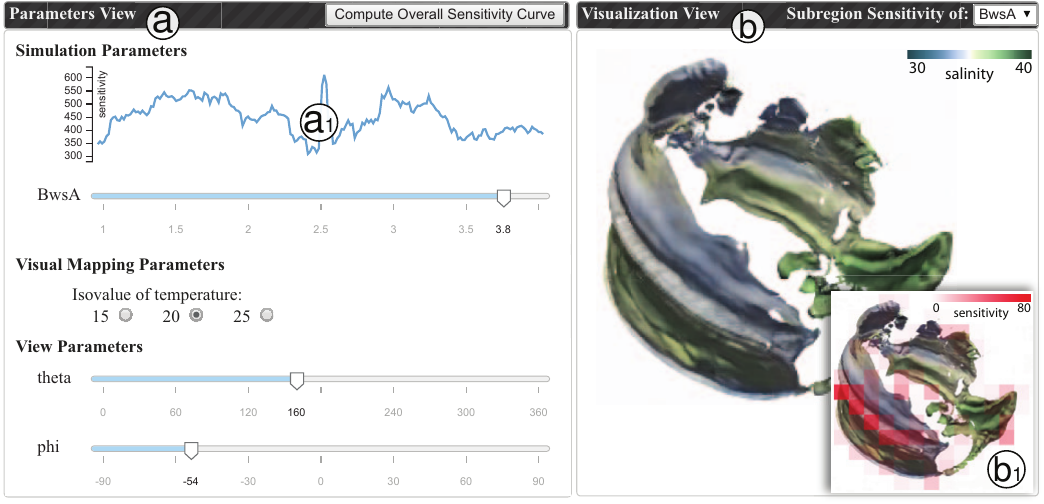 Parameters View
a
Compute Overall Sensitivity Curve
Simulation Parameters
600
550
500
450
400
350
300
sensitivity
a1
BwsA
1 1.5 2 2.5 3 3.5 3.8
Visual Mapping Parameters
Isovalue of temperature:
15 20 25
View Parameters
theta
0 60 120 160 240 300 360
phi
-90 -54 -30 0 30 60 90
Visualization View
b
Subregion Sensitivity of: BwsA ▼
30 40
salinity
0 80
sensitivity
b1